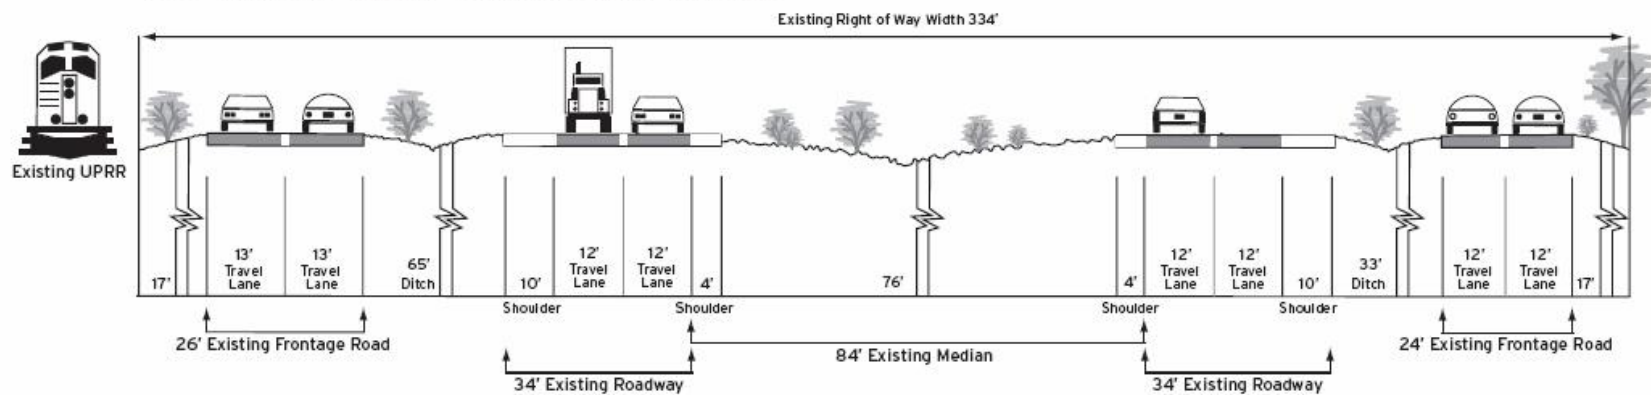 Existing Right of Way Width 334'
Existing UPRR
17'
13'
Travel
Lane
13'
Travel
Lane
65'
Ditch
10'
12'
Travel
Lane
12'
Travel
Lane
4'
76'
4'
12'
Travel
Lane
12'
Travel
Lane
10'
33'
Ditch
12'
Travel
Lane
12'
Travel
Lane
17'
Shoulder
Shoulder
Shoulder
Shoulder
26' Existing Frontage Road
84' Existing Median
24' Existing Frontage Road
34' Existing Roadway
34' Existing Roadway